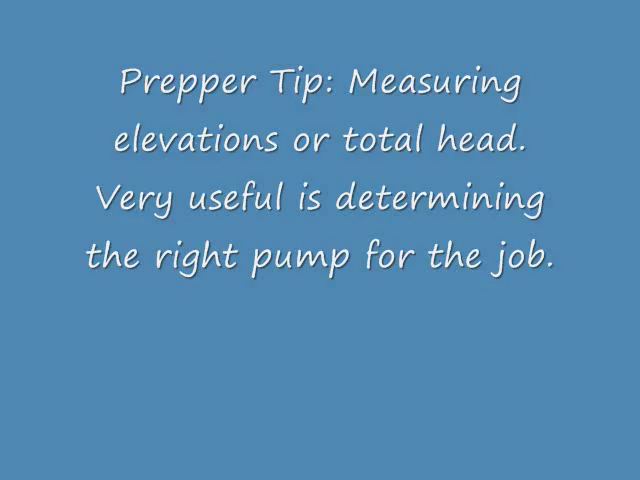 Prepper Tip: Measuring
elevations or total head.
Very useful is determining
the right pump for the job.